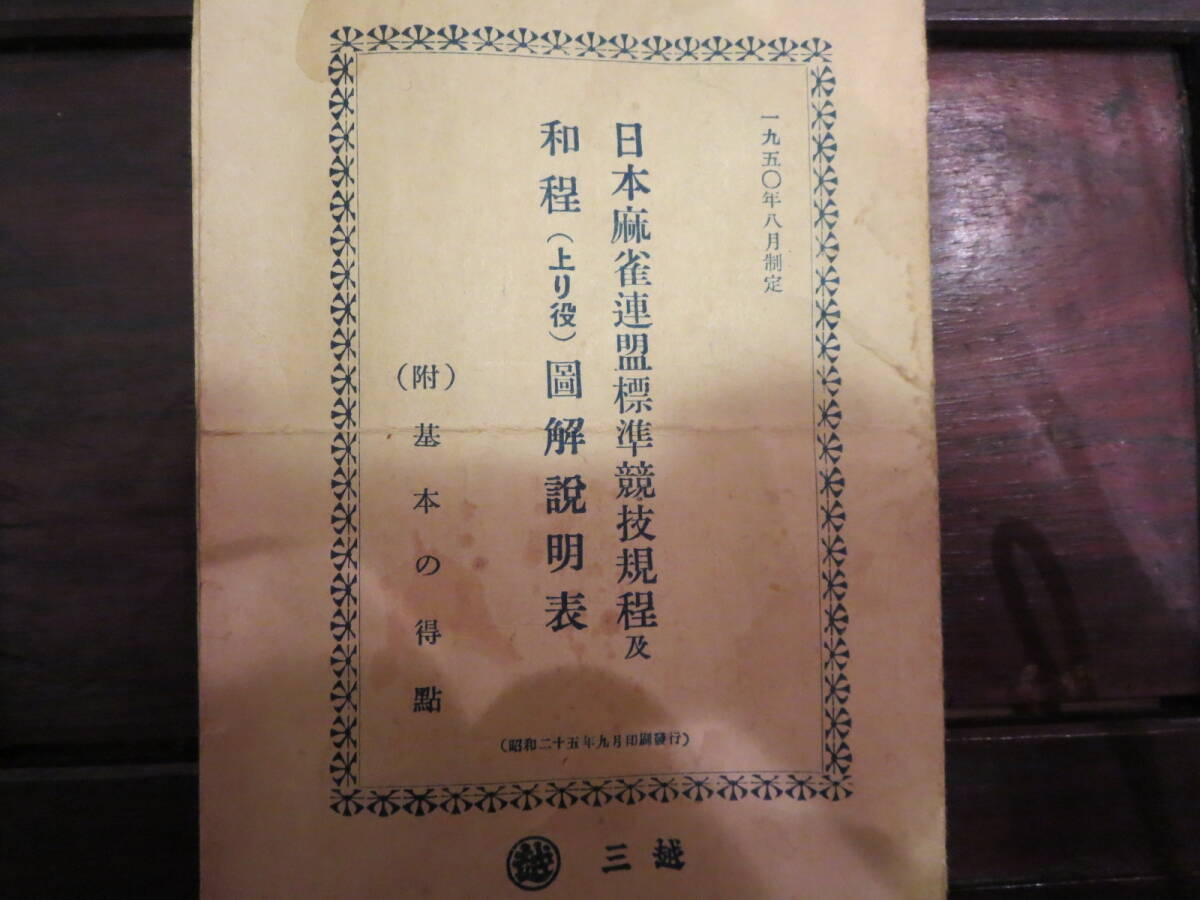 一九五〇年八月制定
日本麻雀連盟標準競技規程及
和程（上り役）圖解說明表
（附）基本の得點
（昭和二十五年九月印刷發行）
越 三越